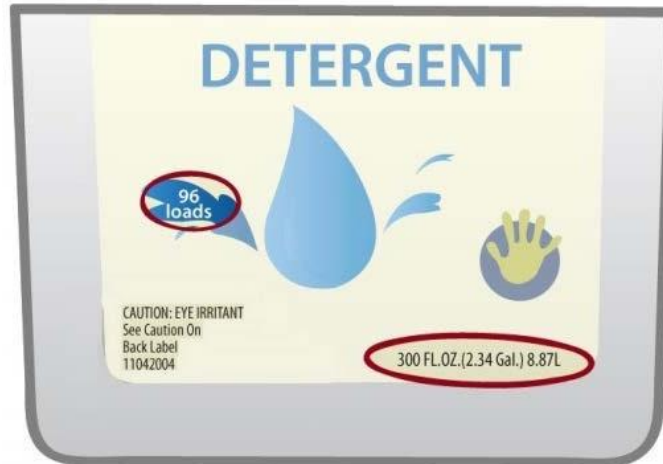 DETERGENT
96
loads
CAUTION: EYE IRRITANT
See Caution On
Back Label
11042004
300 FL.OZ.(2.34 Gal.) 8.87L